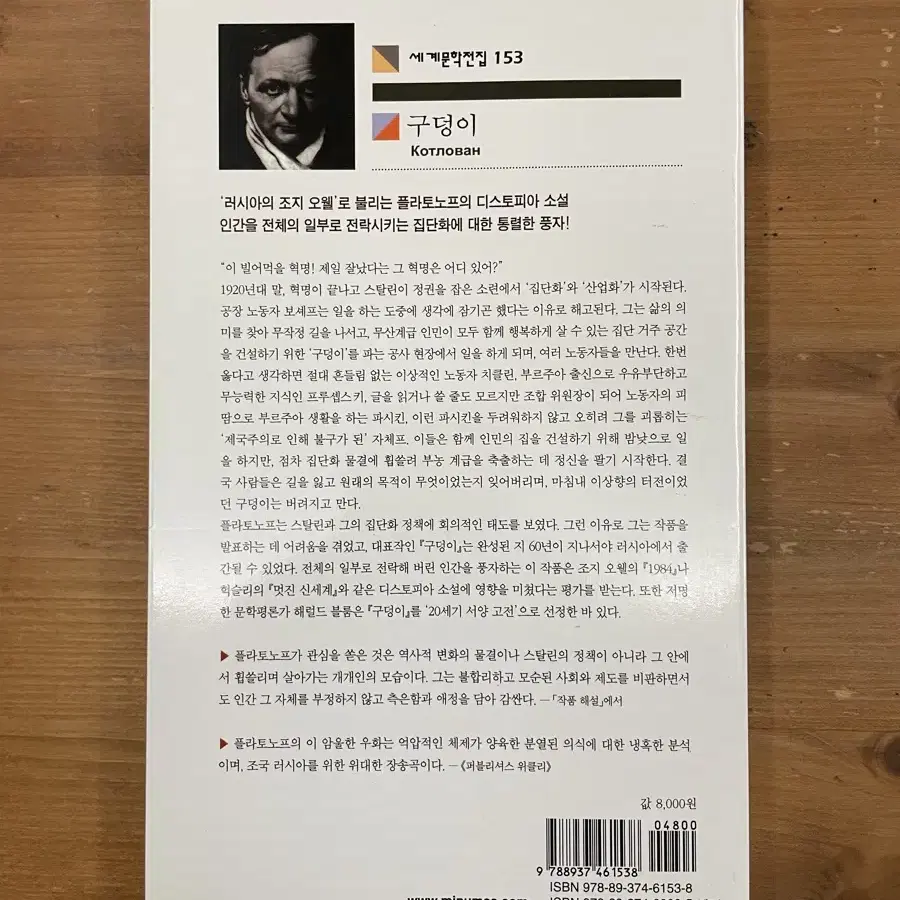 세계문학전집 153
구덩이
Котлован
'러시아의 조지 오웰'로 불리는 플라토노프의 디스토피아 소설
인간을 전체의 일부로 전락시키는 집단화에 대한 통렬한 풍자!
"이 빌어먹을 혁명! 제일 잘났다는 그 혁명은 어디 있어?"
1920년대 말, 혁명이 끝나고 스탈린이 정권을 잡은 소련에서 '집단화'와 '산업화'가 시작된다.
공장 노동자 보셰프는 일을 하는 도중에 생각에 잠기곤 했다는 이유로 해고된다. 그는 삶의 의
미를 찾아 무작정 길을 나서고, 무산계급 인민이 모두 함께 행복하게 살 수 있는 집단 거주 공간
을 건설하기 위한 '구덩이'를 파는 공사 현장에서 일을 하게 되며, 여러 노동자들을 만난다. 한번
옳다고 생각하면 절대 흔들림 없는 이상적인 노동자 치클린, 부르주아 출신으로 우유부단하고
무능력한 지식인 프루셉스키, 글을 읽거나 쓸 줄도 모르지만 조합 위원장이 되어 노동자의 피
땀으로 부르주아 생활을 하는 파시킨, 이런 파시킨을 두려워하지 않고 오히려 그를 괴롭히는
'제국주의로 인해 불구가 된' 자체프. 이들은 함께 인민의 집을 건설하기 위해 밤낮으로 일
을 하지만, 점차 집단화 물결에 휩쓸려 부농 계급을 축출하는 데 정신을 팔기 시작한다. 결
국 사람들은 길을 잃고 원래의 목적이 무엇이었는지 잊어버리며, 마침내 이상향의 터전이었
던 구덩이는 버려지고 만다.
플라토노프는 스탈린과 그의 집단화 정책에 회의적인 태도를 보였다. 그런 이유로 그는 작품을
발표하는 데 어려움을 겪었고, 대표작인 『구덩이』는 완성된 지 60년이 지나서야 러시아에서 출
간될 수 있었다. 전체의 일부로 전락해 버린 인간을 풍자하는 이 작품은 조지 오웰의 『1984』나
헉슬리의 『멋진 신세계』와 같은 디스토피아 소설에 영향을 미쳤다는 평가를 받는다. 또한 저명
한 문학평론가 해럴드 블룸은 『구덩이』를 '20세기 서양 고전'으로 선정한 바 있다.
▶ 플라토노프가 관심을 쏟은 것은 역사적 변화의 물결이나 스탈린의 정책이 아니라 그 안에
서 휩쓸리며 살아가는 개개인의 모습이다. 그는 불합리하고 모순된 사회와 제도를 비판하면서
도 인간 그 자체를 부정하지 않고 측은함과 애정을 담아 감싼다. ―「작품 해설」에서
▶ 플라토노프의 이 암울한 우화는 억압적인 체제가 양육한 분열된 의식에 대한 냉혹한 분석
이며, 조국 러시아를 위한 위대한 장송곡이다. ―《퍼블리셔스 위클리》
값 8,000원
04800
9 788937 461538
ISBN 978-89-374-6153-8